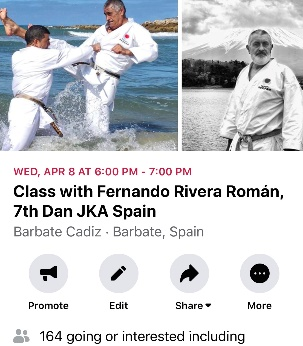 WED, APR 8 AT 6:00 PM - 7:00 PM
Class with Fernando Rivera Román,
7th Dan JKA Spain
Barbate Cadiz · Barbate, Spain
Promote Edit Share More
164 going or interested including